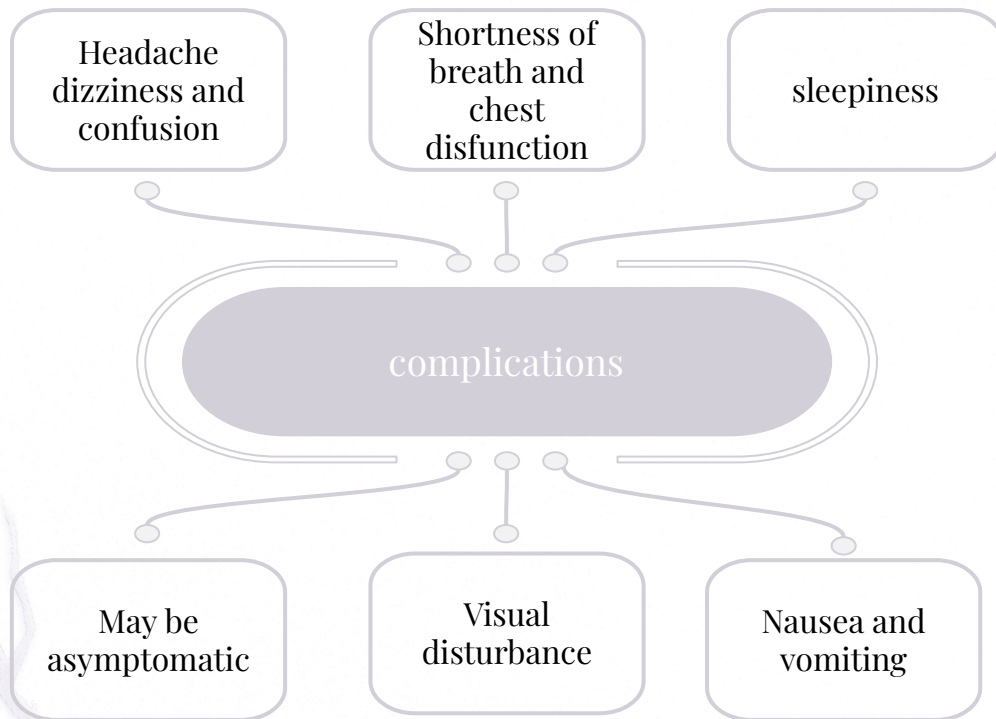 Headache
dizziness and
confusion
Shortness of
breath and
chest
disfunction
sleepiness
complications
May be
asymptomatic
Visual
disturbance
Nausea and
vomiting